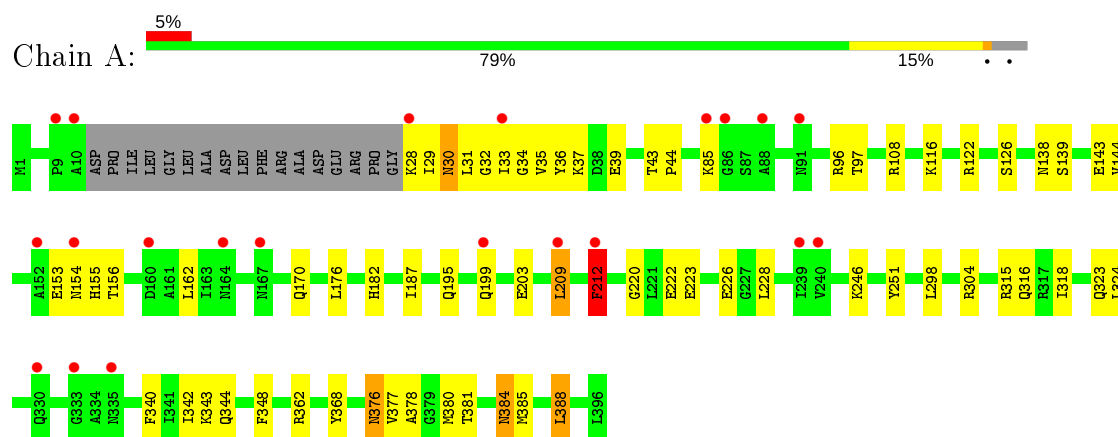 5%
Chain A:
79%
15%
M1 P9 A10 ASP PRO ILE LEU GLY LEU LEU ALA ALA ASP LEU PHE ARG ALA ASP GLU ARG PRO GLY K28 I29 N30 L31 G32 I33 G34 V35 Y36 K37 D38 E39 T43 P44 K85 G86 S87 A88 N91 R96 T97 R108 K116 R122 S126 N138 S139 E143
A152 E153 N154 H155 T156 D160 A161 L162 I163 N164 N167 Q170 L176 H182 I187 Q195 Q199 E203 L209 F212 G220 L221 E222 E223 E226 G227 L228 I239 V240 K246 Y251 L298 R304 R315 Q316 R317 I318 Q323 L324
Q330 G333 A334 N335 F340 I341 I342 K343 Q344 F348 R362 Y368 N376 V377 A378 G379 M380 T381 N384 M385 L388 L396